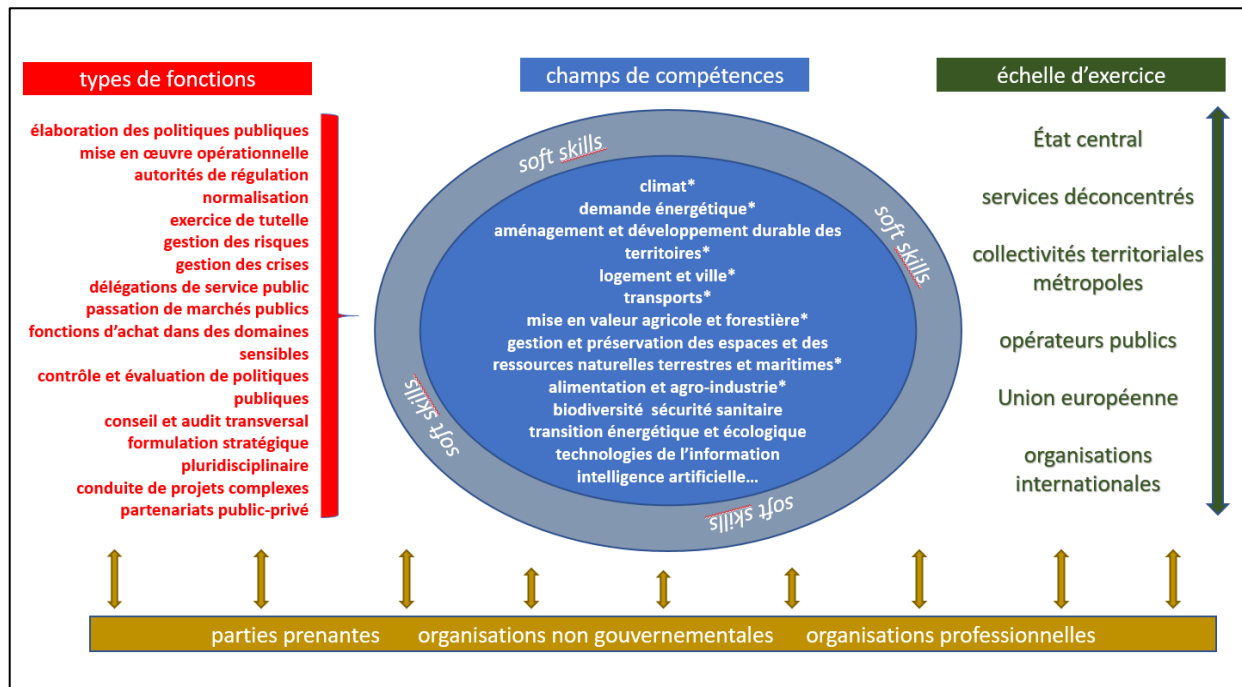 types de fonctions
élaboration des politiques publiques
mise en œuvre opérationnelle
autorités de régulation
normalisation
exercice de tutelle
gestion des risques
gestion des crises
délégations de service public
passation de marchés publics
fonctions d'achat dans des domaines
sensibles
contrôle et évaluation de politiques
publiques
conseil et audit transversal
formulation stratégique
pluridisciplinaire
conduite de projets complexes
partenariats public-privé
champs de compétences
soft skills
soft skills
soft skills
soft skills
climat*
demande énergétique*
aménagement et développement durable des
territoires*
logement et ville*
transports*
mise en valeur agricole et forestière*
gestion et préservation des espaces et des
ressources naturelles terrestres et maritimes*
alimentation et agro-industrie*
biodiversité  sécurité sanitaire
transition énergétique et écologique
technologies de l'information
intelligence artificielle…
échelle d'exercice
État central
services déconcentrés
collectivités territoriales
métropoles
opérateurs publics
Union européenne
organisations
internationales
parties prenantes organisations non gouvernementales organisations professionnelles